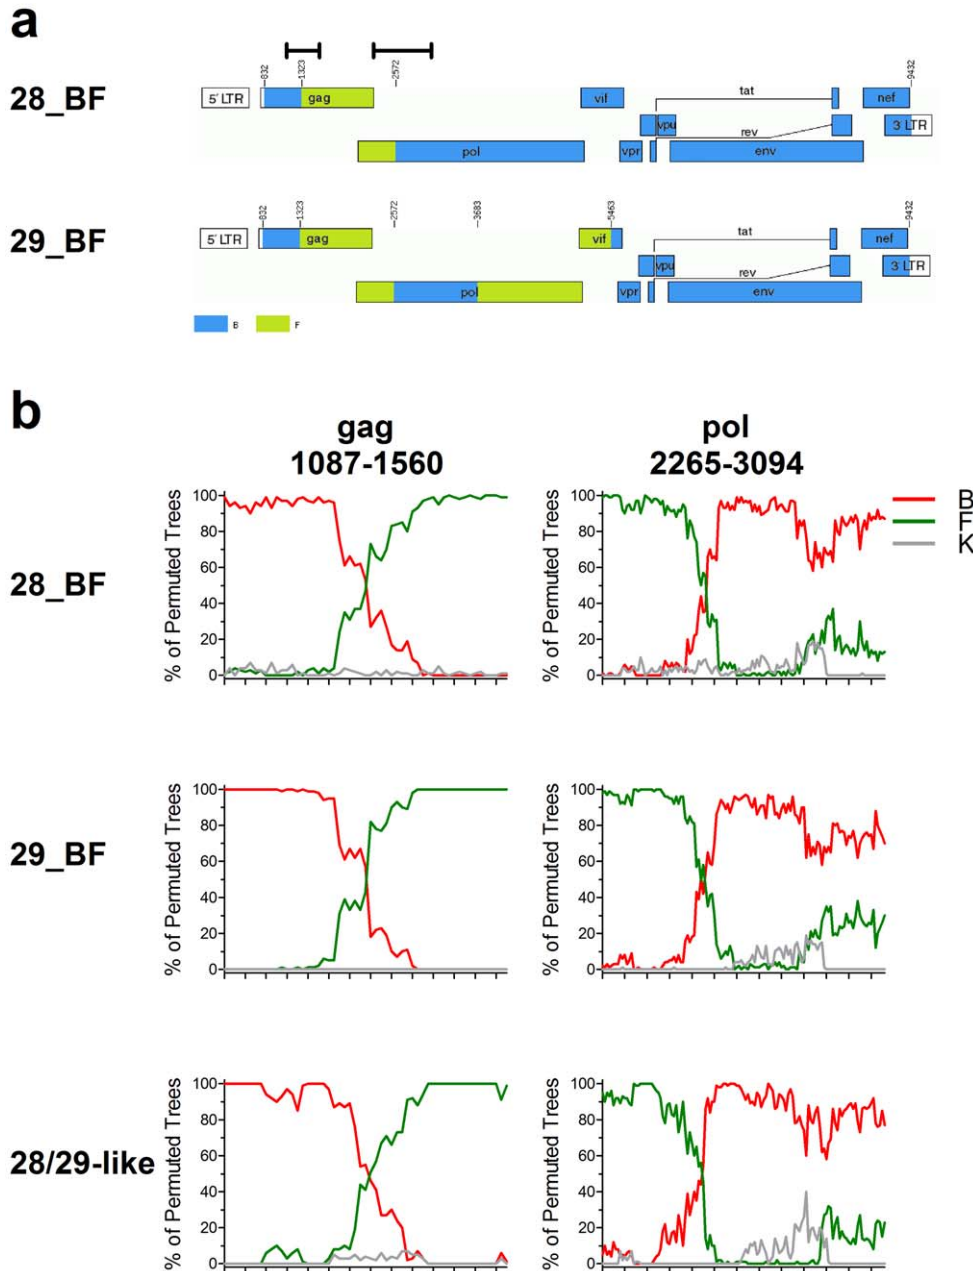 a
28_BF
832
1323
2572
9432
5' LTR
gag
vif
tat
nef
vpu
rev
3 LTR
pol
vpr
env
29_BF
832
1323
2572
3683
5463
9432
5' LTR
gag
vif
tat
nef
vpu
rev
3 LTR
pol
vpr
env
B F
b
gag
1087-1560
pol
2265-3094
B
F
K
28_BF
% of Permuted Trees
100
80
60
40
20
0
% of Permuted Trees
100
80
60
40
20
0
29_BF
% of Permuted Trees
100
80
60
40
20
0
% of Permuted Trees
100
80
60
40
20
0
28/29-like
% of Permuted Trees
100
80
60
40
20
0
% of Permuted Trees
100
80
60
40
20
0